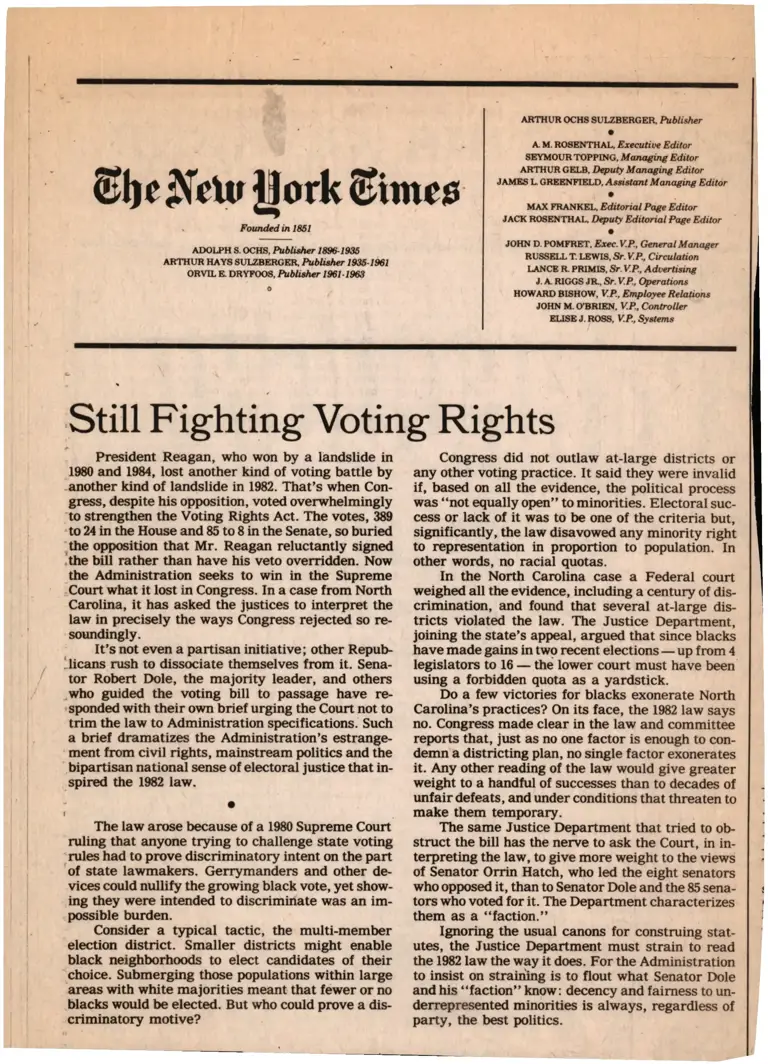 The New York Times
Founded in 1851
ADOLPH S. OCHS, Publisher 1896-1935
ARTHUR HAYS SULZBERGER, Publisher 1935-1961
ORVIL E. DRYFOOS, Publisher 1961-1963
ARTHUR OCHS SULZBERGER, Publisher
•
A. M. ROSENTHAL, Executive Editor
SEYMOUR TOPPING, Managing Editor
ARTHUR GELB, Deputy Managing Editor
JAMES L. GREENFIELD, Assistant Managing Editor
•
MAX FRANKEL, Editorial Page Editor
JACK ROSENTHAL, Deputy Editorial Page Editor
•
JOHN D. POMFRET, Exec. V.P., General Manager
RUSSELL T. LEWIS, Sr. V.P., Circulation
LANCE R. PRIMIS, Sr. V.P., Advertising
J. A. RIGGS JR., Sr. V.P., Operations
HOWARD BISHOW, V.P., Employee Relations
JOHN M. O'BRIEN, V.P., Controller
ELISE J. ROSS, V.P., Systems
Still Fighting Voting Rights
President Reagan, who won by a landslide in
1980 and 1984, lost another kind of voting battle by
another kind of landslide in 1982. That's when Con-
gress, despite his opposition, voted overwhelmingly
to strengthen the Voting Rights Act. The votes, 389
to 24 in the House and 85 to 8 in the Senate, so buried
the opposition that Mr. Reagan reluctantly signed
the bill rather than have his veto overridden. Now
the Administration seeks to win in the Supreme
Court what it lost in Congress. In a case from North
Carolina, it has asked the justices to interpret the
law in precisely the ways Congress rejected so re-
soundingly.
It's not even a partisan initiative; other Repub-
licans rush to dissociate themselves from it. Sena-
tor Robert Dole, the majority leader, and others
who guided the voting bill to passage have re-
sponded with their own brief urging the Court not to
trim the law to Administration specifications. Such
a brief dramatizes the Administration's estrange-
ment from civil rights, mainstream politics and the
bipartisan national sense of electoral justice that in-
spired the 1982 law.
•
The law arose because of a 1980 Supreme Court
ruling that anyone trying to challenge state voting
rules had to prove discriminatory intent on the part
of state lawmakers. Gerrymanders and other de-
vices could nullify the growing black vote, yet show-
ing they were intended to discriminate was an im-
possible burden.
Consider a typical tactic, the multi-member
election district. Smaller districts might enable
black neighborhoods to elect candidates of their
choice. Submerging those populations within large
areas with white majorities meant that fewer or no
blacks would be elected. But who could prove a dis-
criminatory motive?
Congress did not outlaw at-large districts or
any other voting practice. It said they were invalid
if, based on all the evidence, the political process
was "not equally open" to minorities. Electoral suc-
cess or lack of it was to be one of the criteria but,
significantly, the law disavowed any minority right
to representation in proportion to population. In
other words, no racial quotas.
In the North Carolina case a Federal court
weighed all the evidence, including a century of dis-
crimination, and found that several at-large dis-
tricts violated the law. The Justice Department,
joining the state's appeal, argued that since blacks
have made gains in two recent elections — up from 4
legislators to 16 — the lower court must have been
using a forbidden quota as a yardstick.
Do a few victories for blacks exonerate North
Carolina's practices? On its face, the 1982 law says
no. Congress made clear in the law and committee
reports that, just as no one factor is enough to con-
demn a districting plan, no single factor exonerates
it. Any other reading of the law would give greater
weight to a handful of successes than to decades of
unfair defeats, and under conditions that threaten to
make them temporary.
The same Justice Department that tried to ob-
struct the bill has the nerve to ask the Court, in in-
terpreting the law, to give more weight to the views
of Senator Orrin Hatch, who led the eight senators
who opposed it, than to Senator Dole and the 85 sena-
tors who voted for it. The Department characterizes
them as a "faction."
Ignoring the usual canons for construing stat-
utes, the Justice Department must strain to read
the 1982 law the way it does. For the Administration
to insist on straining is to flout what Senator Dole
and his "faction" know: decency and fairness to un-
derrepresented minorities is always, regardless of
party, the best politics.